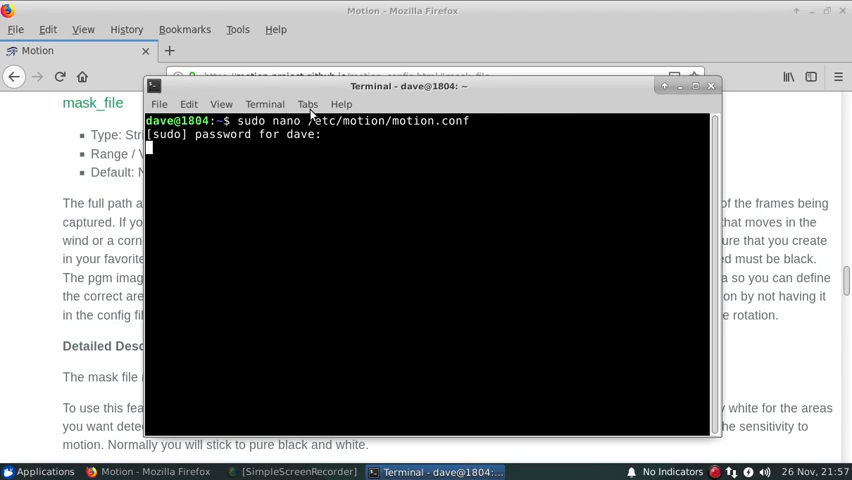 Motion - Mozilla Firefox
File Edit View History Bookmarks Tools Help
Motion
Terminal - dave@1804: ~
mask_file
File Edit View Terminal Tabs Help
dave@1804:~$ sudo nano /etc/motion/motion.conf
[sudo] password for dave:
Type: Stri
Range / V
Default: N
The full path a
of the frames being
captured. If you
that moves in the
wind or a corn
ure that you create
in your favorite
ed must be black.
The pgm imag
a so you can define
the correct are
on by not having it
in the config fil
e rotation.
Detailed Desc
The mask file
To use this fea
y white for the areas
you want detec
the sensitivity to
motion. Normally you will stick to pure black and white.
Applications Motion - Mozilla Firefox [SimpleScreenRecorder] Terminal - dave@1804:... No Indicators 26 Nov, 21:57